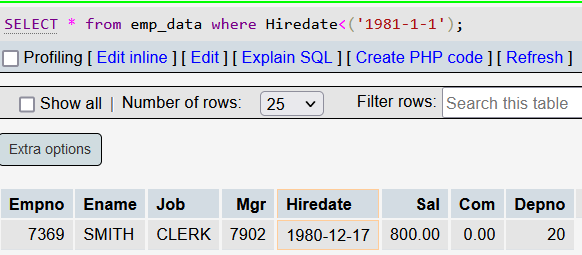 SELECT * from emp_data where Hiredate<('1981-1-1');
Profiling [ Edit inline ] [ Edit ] [ Explain SQL ] [ Create PHP code ] [ Refresh ]
Show all | Number of rows: 25 Filter rows: Search this table
Extra options
Empno Ename Job Mgr Hiredate Sal Com Depno
7369 SMITH CLERK 7902 1980-12-17 800.00 0.00 20